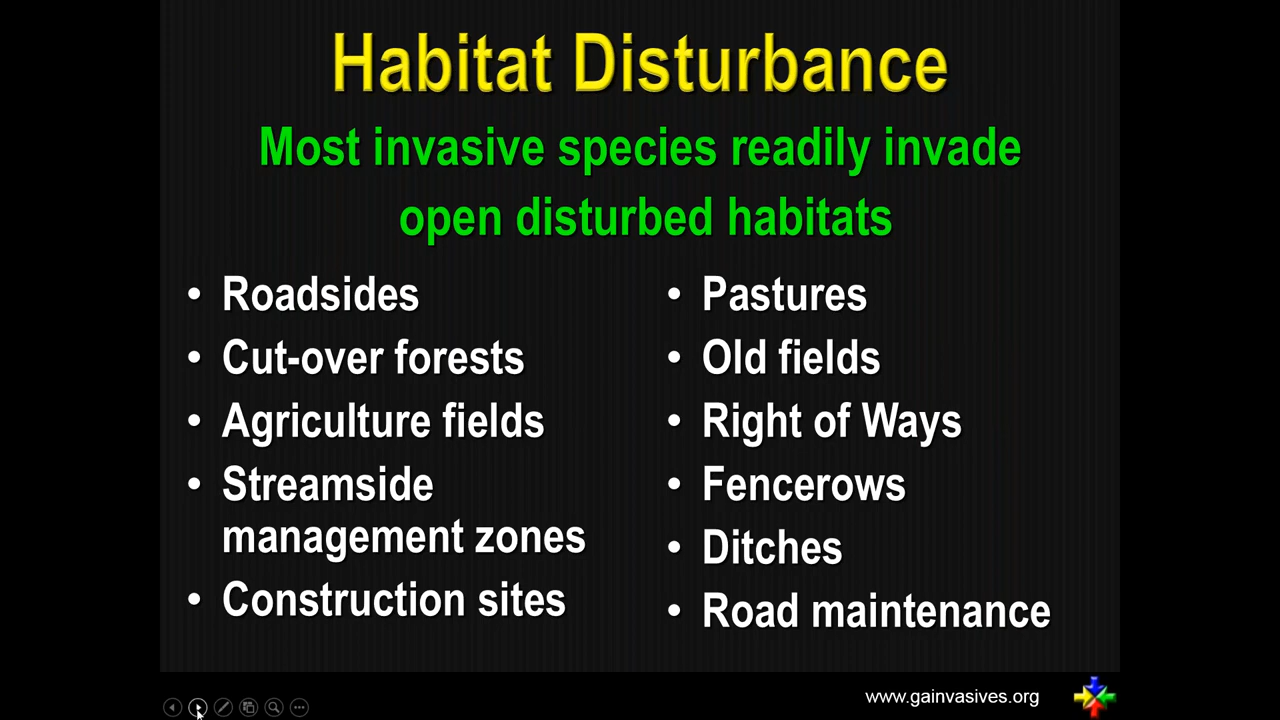 Habitat Disturbance
Most invasive species readily invade
open disturbed habitats
• Roadsides
• Cut-over forests
• Agriculture fields
• Streamside
management zones
• Construction sites
• Pastures
• Old fields
• Right of Ways
• Fencerows
• Ditches
• Road maintenance
www.gainvasives.org